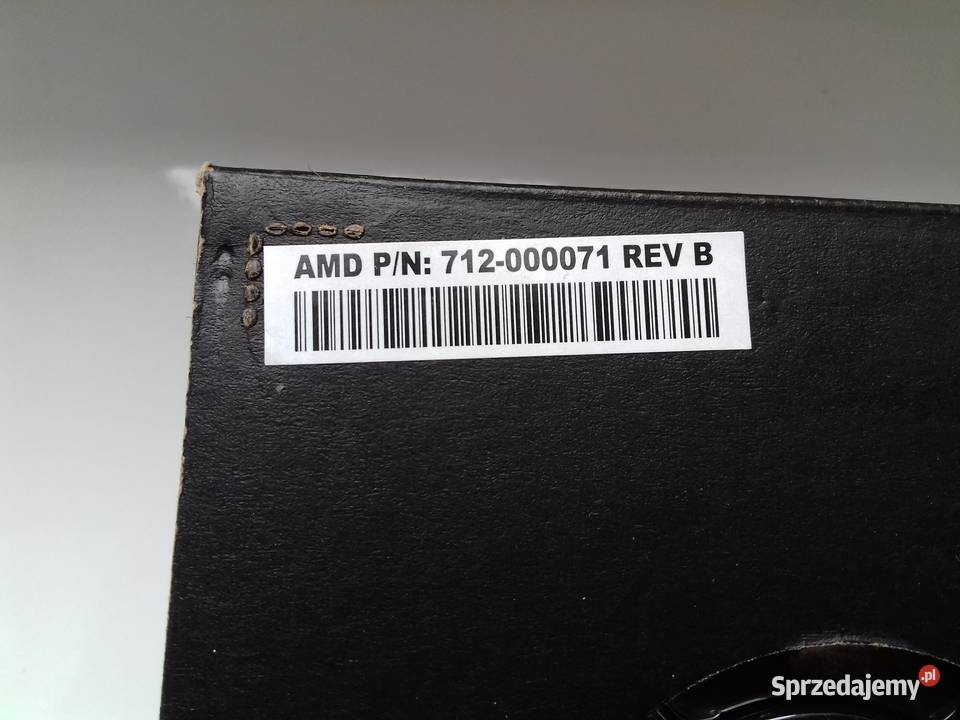 AMD P/N: 712-000071 REV B
Sprzedajemy.pl